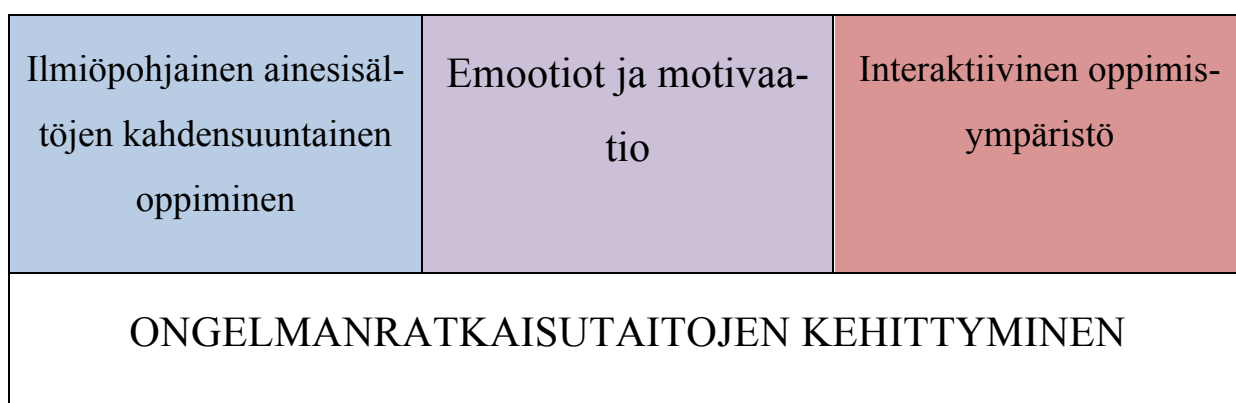 Ilmiöpohjainen ainesisäl-
töjen kahdensuuntainen
oppiminen
Emootiot ja motivaa-
tio
Interaktiivinen oppimis-
ympäristö
ONGELMANRATKAISUTAITOJEN KEHITTYMINEN